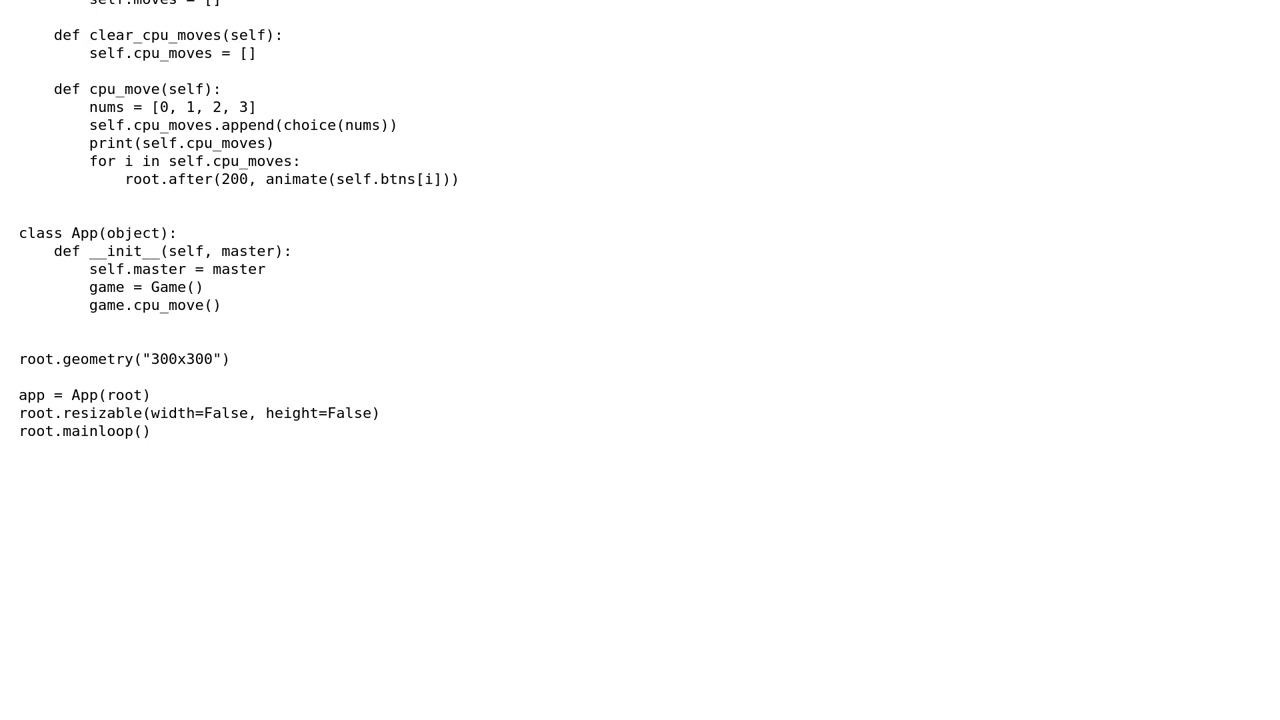 self.moves = []

    def clear_cpu_moves(self):
        self.cpu_moves = []

    def cpu_move(self):
        nums = [0, 1, 2, 3]
        self.cpu_moves.append(choice(nums))
        print(self.cpu_moves)
        for i in self.cpu_moves:
            root.after(200, animate(self.btns[i]))


class App(object):
    def __init__(self, master):
        self.master = master
        game = Game()
        game.cpu_move()


root.geometry("300x300")

app = App(root)
root.resizable(width=False, height=False)
root.mainloop()